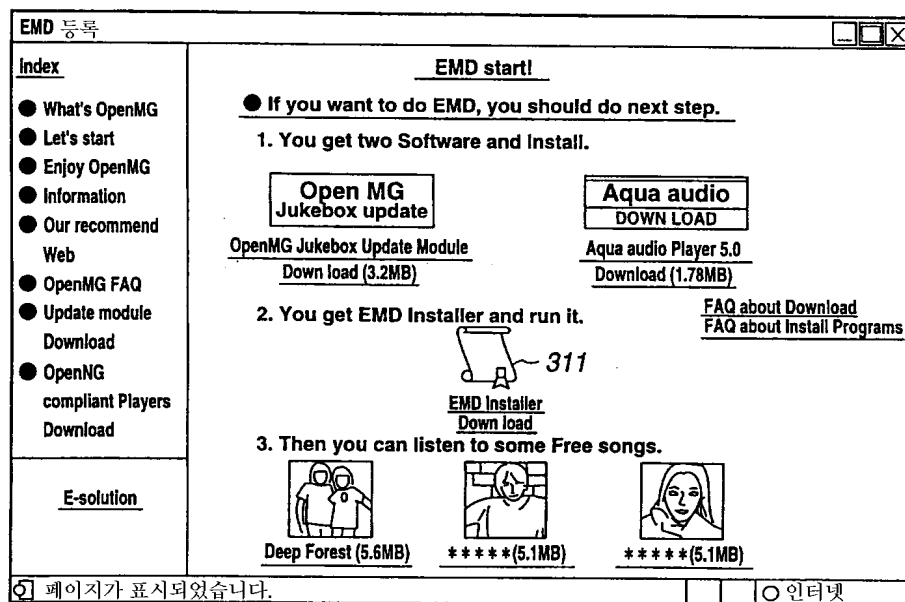 EMD 등록
Index
● What's OpenMG
● Let's start
● Enjoy OpenMG
● Information
● Our recommend
Web
● OpenMG FAQ
● Update module
Download
● OpenNG
compliant Players
Download
E-solution
EMD start!
● If you want to do EMD, you should do next step.
1. You get two Software and Install.
Open MG
Jukebox update
OpenMG Jukebox Update Module
Down load (3.2MB)
Aqua audio
DOWN LOAD
Aqua audio Player 5.0
Download (1.78MB)
FAQ about Download
FAQ about Install Programs
2. You get EMD Installer and run it.
311
EMD Installer
Down load
3. Then you can listen to some Free songs.
Deep Forest (5.6MB)
*****(5.1MB)
*****(5.1MB)
페이지가 표시되었습니다.
인터넷